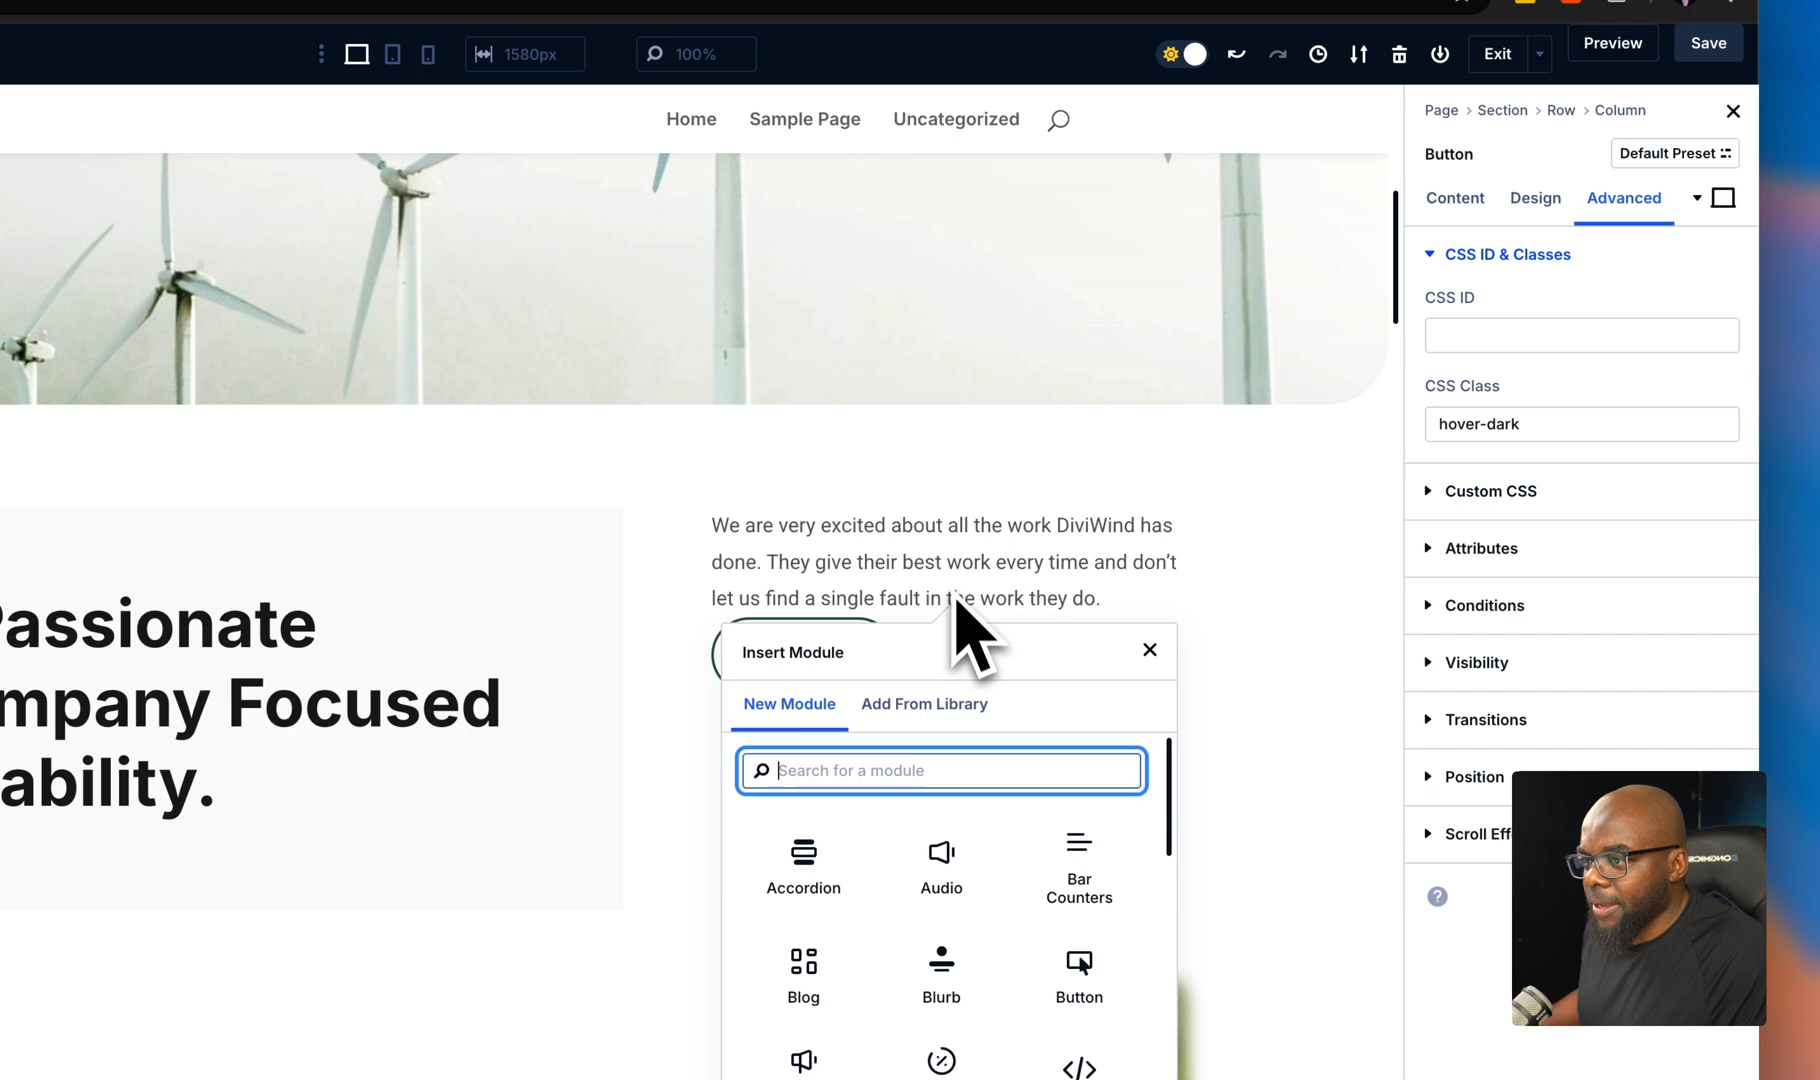 1580px
100%
Exit
Preview
Save
Home
Sample Page
Uncategorized
Page > Section > Row > Column
Button
Default Preset
Content
Design
Advanced
CSS ID & Classes
CSS ID
CSS Class
hover-dark
Custom CSS
Attributes
Conditions
Visibility
Transitions
Position
Scroll Eff
We are very excited about all the work DiviWind has
done. They give their best work every time and don't
let us find a single fault in the work they do.
assionate
mpany Focused
ability.
Insert Module
New Module
Add From Library
Search for a module
Accordion
Audio
Bar
Counters
Blog
Blurb
Button